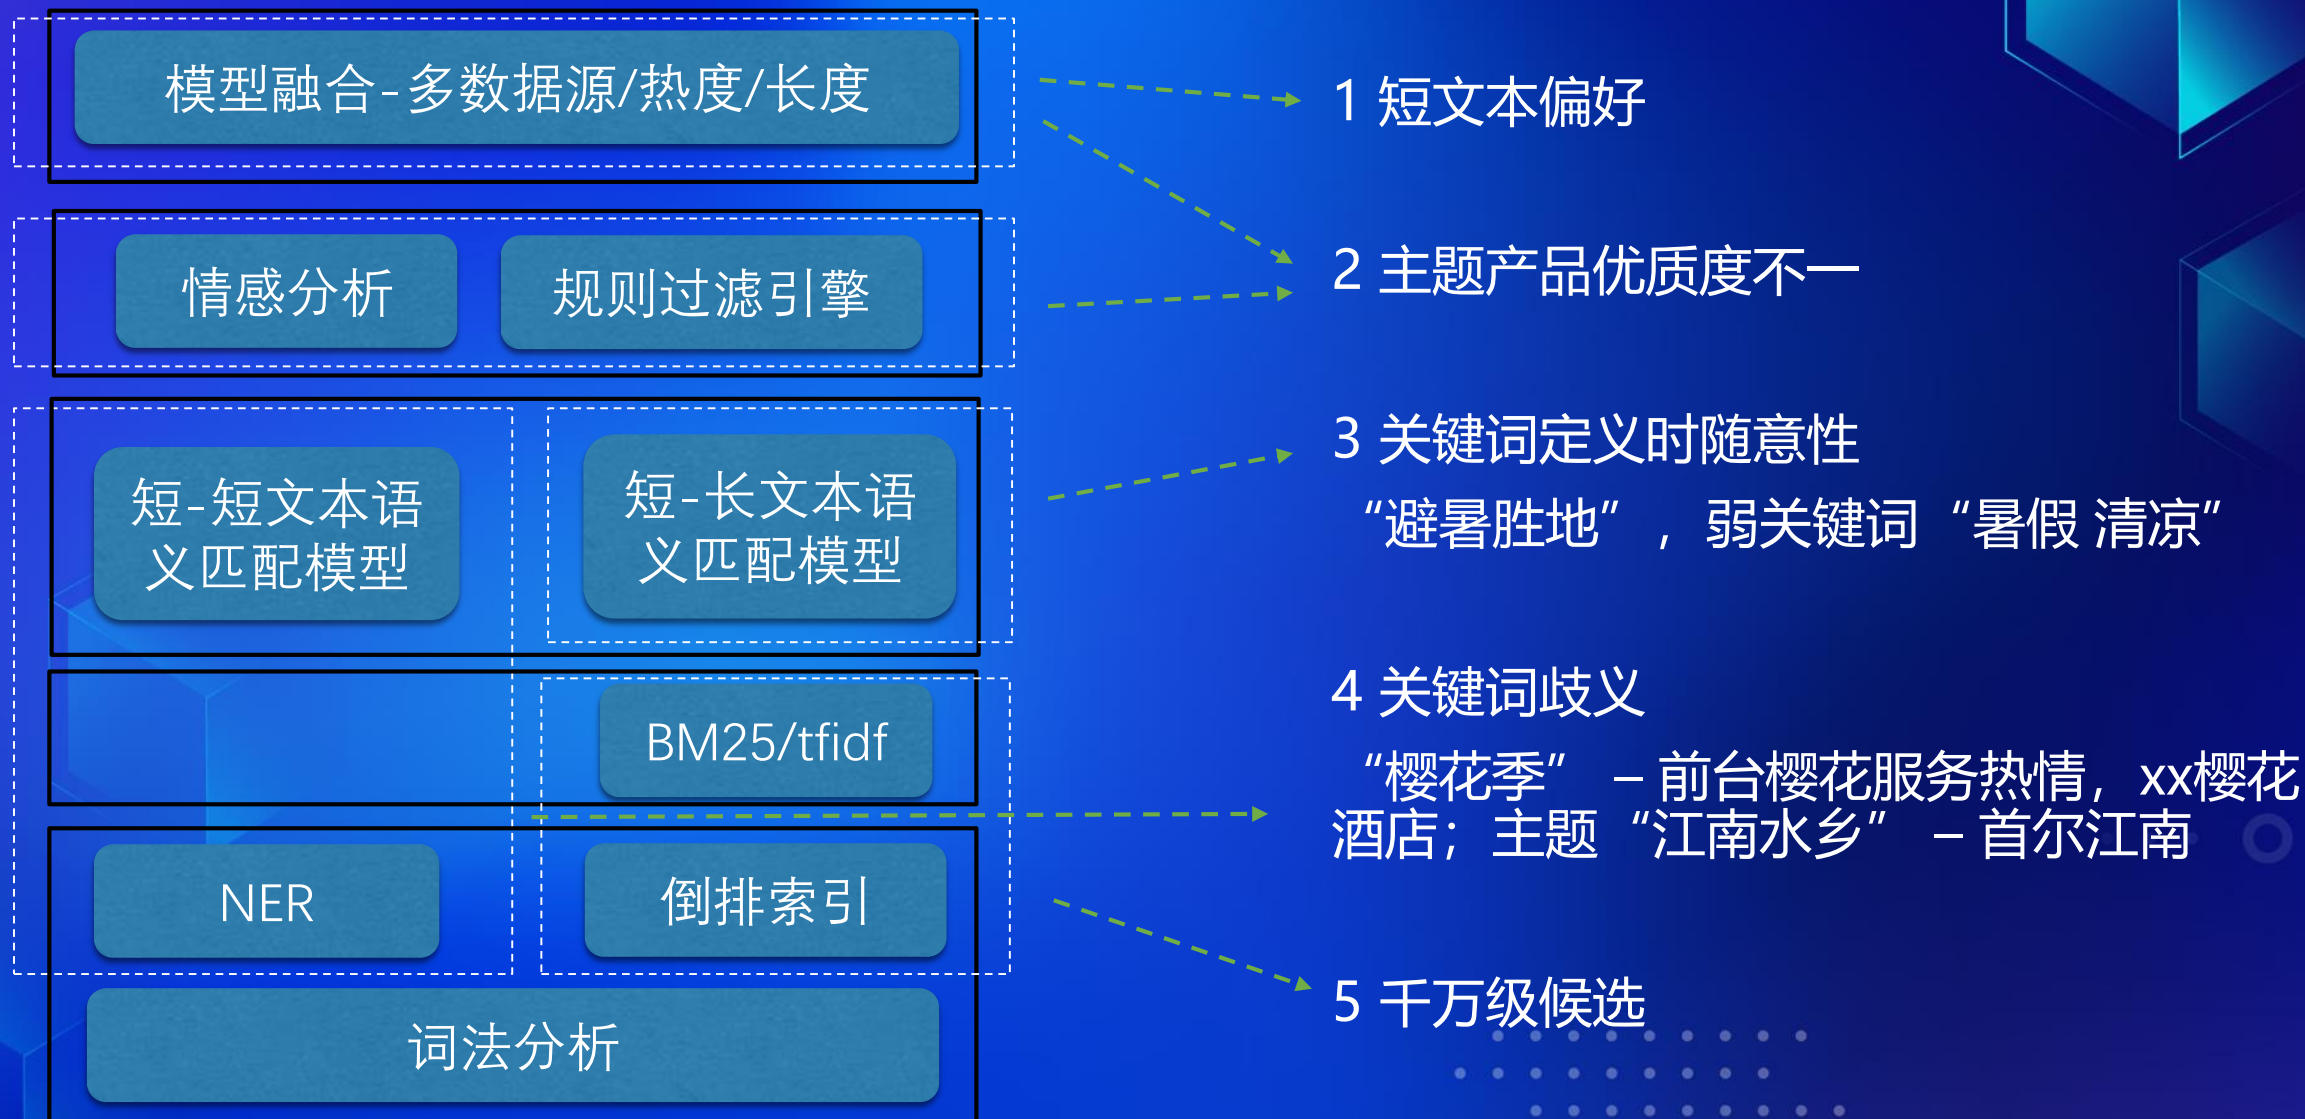 模型融合-多数据源/热度/长度
情感分析
规则过滤引擎
短-短文本语
义匹配模型
短-长文本语
义匹配模型
BM25/tfidf
NER
倒排索引
词法分析
1 短文本偏好
2 主题产品优质度不一
3 关键词定义时随意性
“避暑胜地”，弱关键词“暑假 清凉”
4 关键词歧义
“樱花季” – 前台樱花服务热情，xx樱花
酒店；主题“江南水乡” – 首尔江南
5 千万级候选